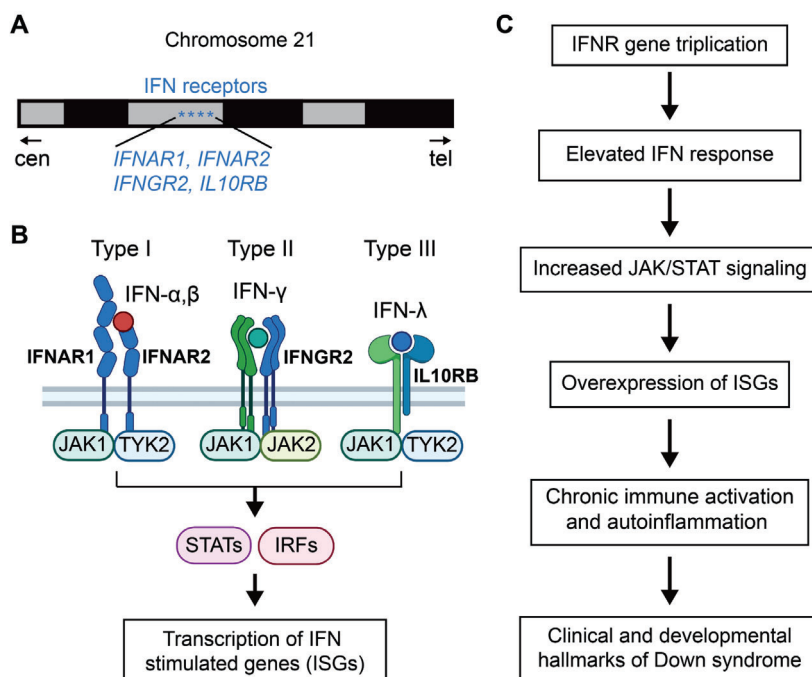 A
Chromosome 21
IFN receptors
****
cen
tel
IFNAR1, IFNAR2
IFNGR2, IL10RB
B
Type I
Type II
Type III
IFN-α,β
IFN-γ
IFN-λ
IFNAR1
IFNAR2
IFNGR2
IL10RB
JAK1
TYK2
JAK1
JAK2
JAK1
TYK2
STATs
IRFs
Transcription of IFN
stimulated genes (ISGs)
C
IFNR gene triplication
Elevated IFN response
Increased JAK/STAT signaling
Overexpression of ISGs
Chronic immune activation
and autoinflammation
Clinical and developmental
hallmarks of Down syndrome